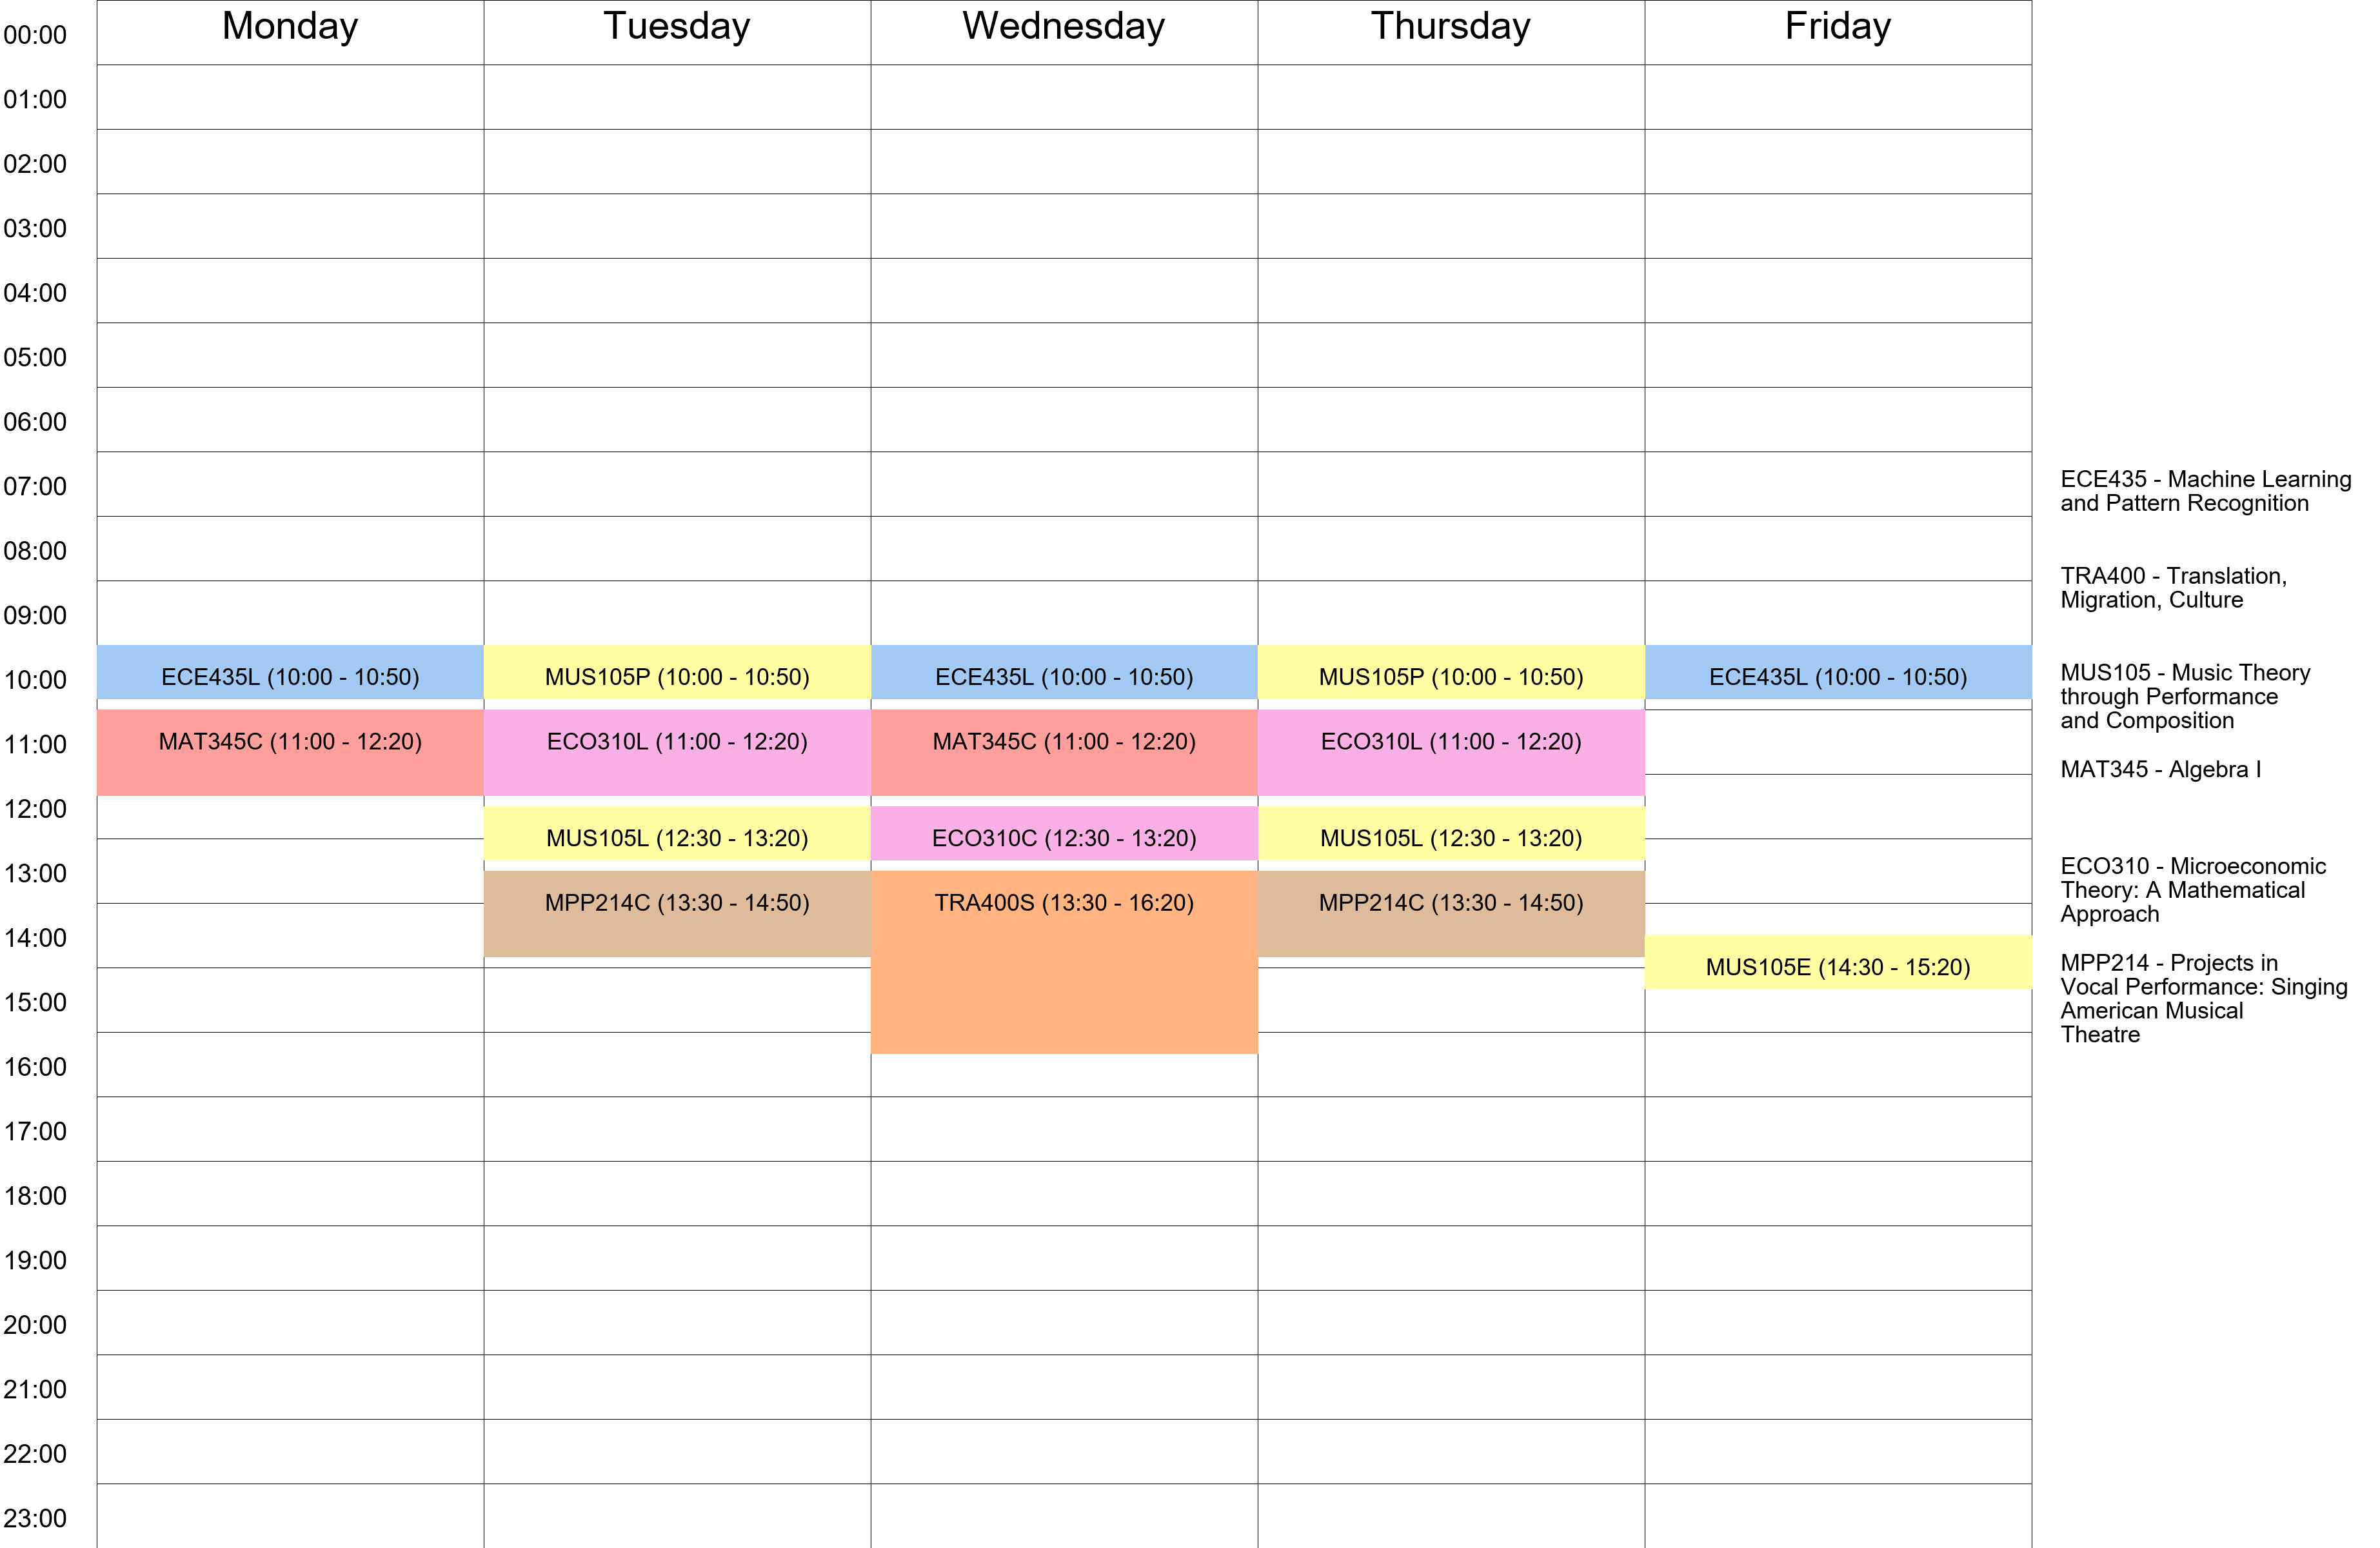 Monday Tuesday Wednesday Thursday Friday
00:00
01:00
02:00
03:00
04:00
05:00
06:00
07:00
08:00
09:00
10:00
11:00
12:00
13:00
14:00
15:00
16:00
17:00
18:00
19:00
20:00
21:00
22:00
23:00
ECE435L (10:00 - 10:50) MUS105P (10:00 - 10:50) ECE435L (10:00 - 10:50) MUS105P (10:00 - 10:50) ECE435L (10:00 - 10:50)
MAT345C (11:00 - 12:20) ECO310L (11:00 - 12:20) MAT345C (11:00 - 12:20) ECO310L (11:00 - 12:20)
MUS105L (12:30 - 13:20) ECO310C (12:30 - 13:20) MUS105L (12:30 - 13:20)
MPP214C (13:30 - 14:50) TRA400S (13:30 - 16:20) MPP214C (13:30 - 14:50)
MUS105E (14:30 - 15:20)
ECE435 - Machine Learning
and Pattern Recognition
TRA400 - Translation,
Migration, Culture
MUS105 - Music Theory
through Performance
and Composition
MAT345 - Algebra I
ECO310 - Microeconomic
Theory: A Mathematical
Approach
MPP214 - Projects in
Vocal Performance: Singing
American Musical
Theatre